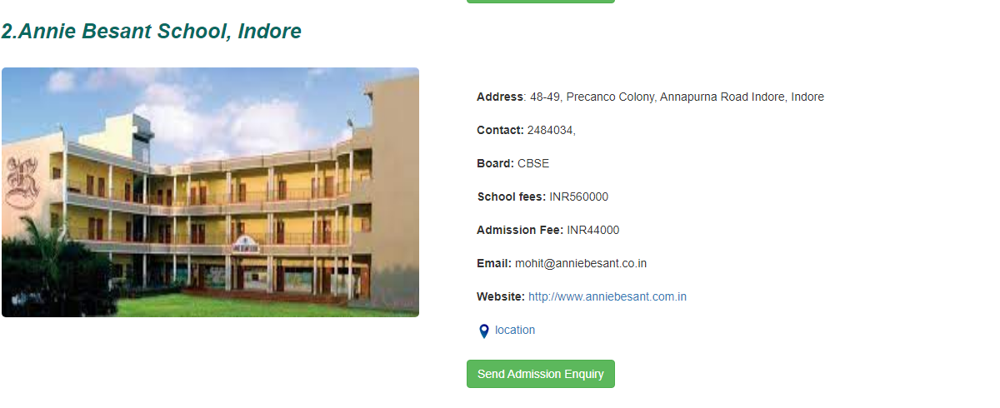 2.Annie Besant School, Indore
Address: 48-49, Precanco Colony, Annapurna Road Indore, Indore
Contact: 2484034,
Board: CBSE
School fees: INR560000
Admission Fee: INR44000
Email: mohit@anniebesant.co.in
Website: http://www.anniebesant.com.in
location
Send Admission Enquiry